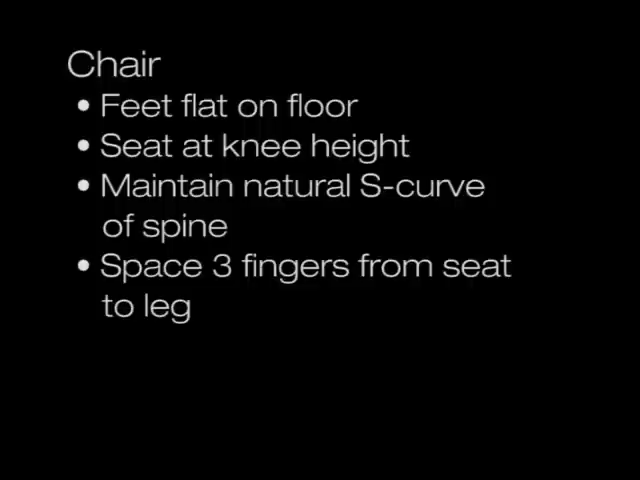 Chair
• Feet flat on floor
• Seat at knee height
• Maintain natural S-curve
of spine
• Space 3 fingers from seat
to leg